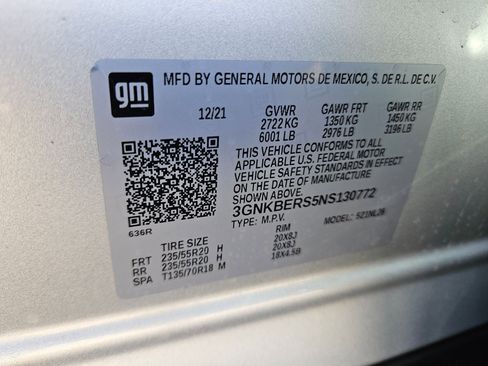 gm
MFD BY GENERAL MOTORS DE MEXICO, S. DE R.L. DE C.V.
12/21 GVWR GAWR FRT GAWR RR
2722 KG 1350 KG 1450 KG
6001 LB 2976 LB 3196 LB
THIS VEHICLE CONFORMS TO ALL
APPLICABLE U.S. FEDERAL MOTOR
VEHICLE SAFETY STANDARDS IN
EFFECT ON THE DATE OF
MANUFACTURE SHOWN ABOVE.
3GNKBERS5NS130772
TYPE: M.P.V. MODEL: 521NL26
636R
TIRE SIZE RIM
FRT 235/55R20 H 20X8J
RR 235/55R20 H 20X8J
SPA T135/70R18 M 18X4.5B